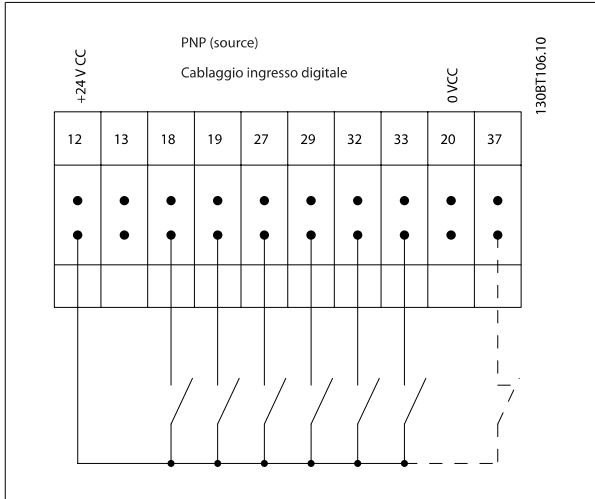 PNP (source)
Cablaggio ingresso digitale
+24 V CC
0 VCC
130BT106.10
12 13 18 19 27 29 32 33 20 37